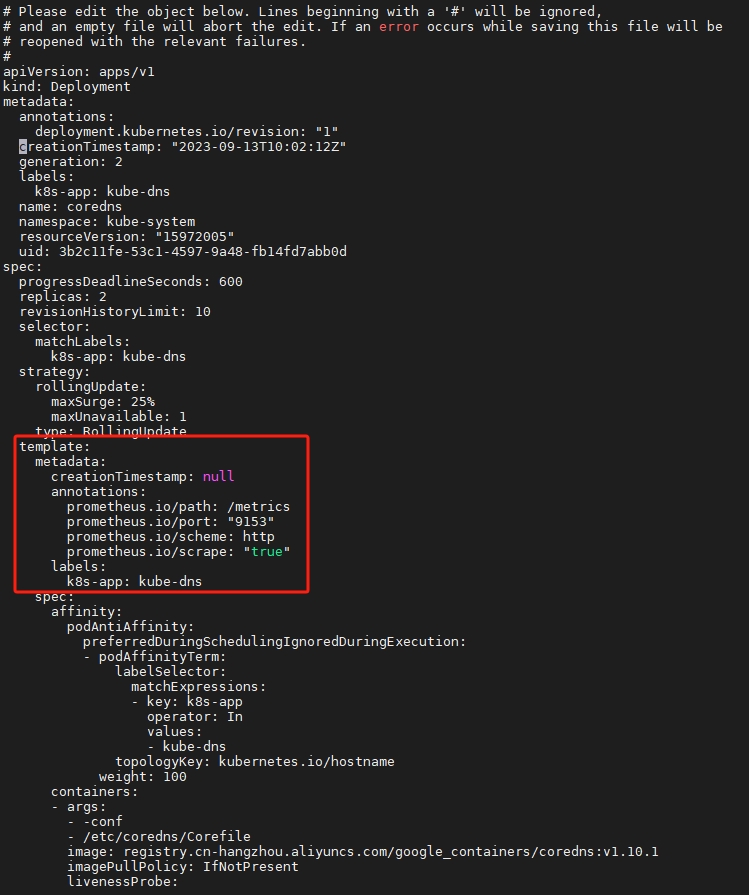 # Please edit the object below. Lines beginning with a '#' will be ignored,
# and an empty file will abort the edit. If an error occurs while saving this file will be
# reopened with the relevant failures.
#
apiVersion: apps/v1
kind: Deployment
metadata:
  annotations:
    deployment.kubernetes.io/revision: "1"
  creationTimestamp: "2023-09-13T10:02:12Z"
  generation: 2
  labels:
    k8s-app: kube-dns
  name: coredns
  namespace: kube-system
  resourceVersion: "15972005"
  uid: 3b2c11fe-53c1-4597-9a48-fb14fd7abb0d
spec:
  progressDeadlineSeconds: 600
  replicas: 2
  revisionHistoryLimit: 10
  selector:
    matchLabels:
      k8s-app: kube-dns
  strategy:
    rollingUpdate:
      maxSurge: 25%
      maxUnavailable: 1
    type: RollingUpdate
  template:
    metadata:
      creationTimestamp: null
      annotations:
        prometheus.io/path: /metrics
        prometheus.io/port: "9153"
        prometheus.io/scheme: http
        prometheus.io/scrape: "true"
      labels:
        k8s-app: kube-dns
    spec:
      affinity:
        podAntiAffinity:
          preferredDuringSchedulingIgnoredDuringExecution:
          - podAffinityTerm:
              labelSelector:
                matchExpressions:
                - key: k8s-app
                  operator: In
                  values:
                  - kube-dns
              topologyKey: kubernetes.io/hostname
            weight: 100
      containers:
      - args:
        - -conf
        - /etc/coredns/Corefile
        image: registry.cn-hangzhou.aliyuncs.com/google_containers/coredns:v1.10.1
        imagePullPolicy: IfNotPresent
        livenessProbe: